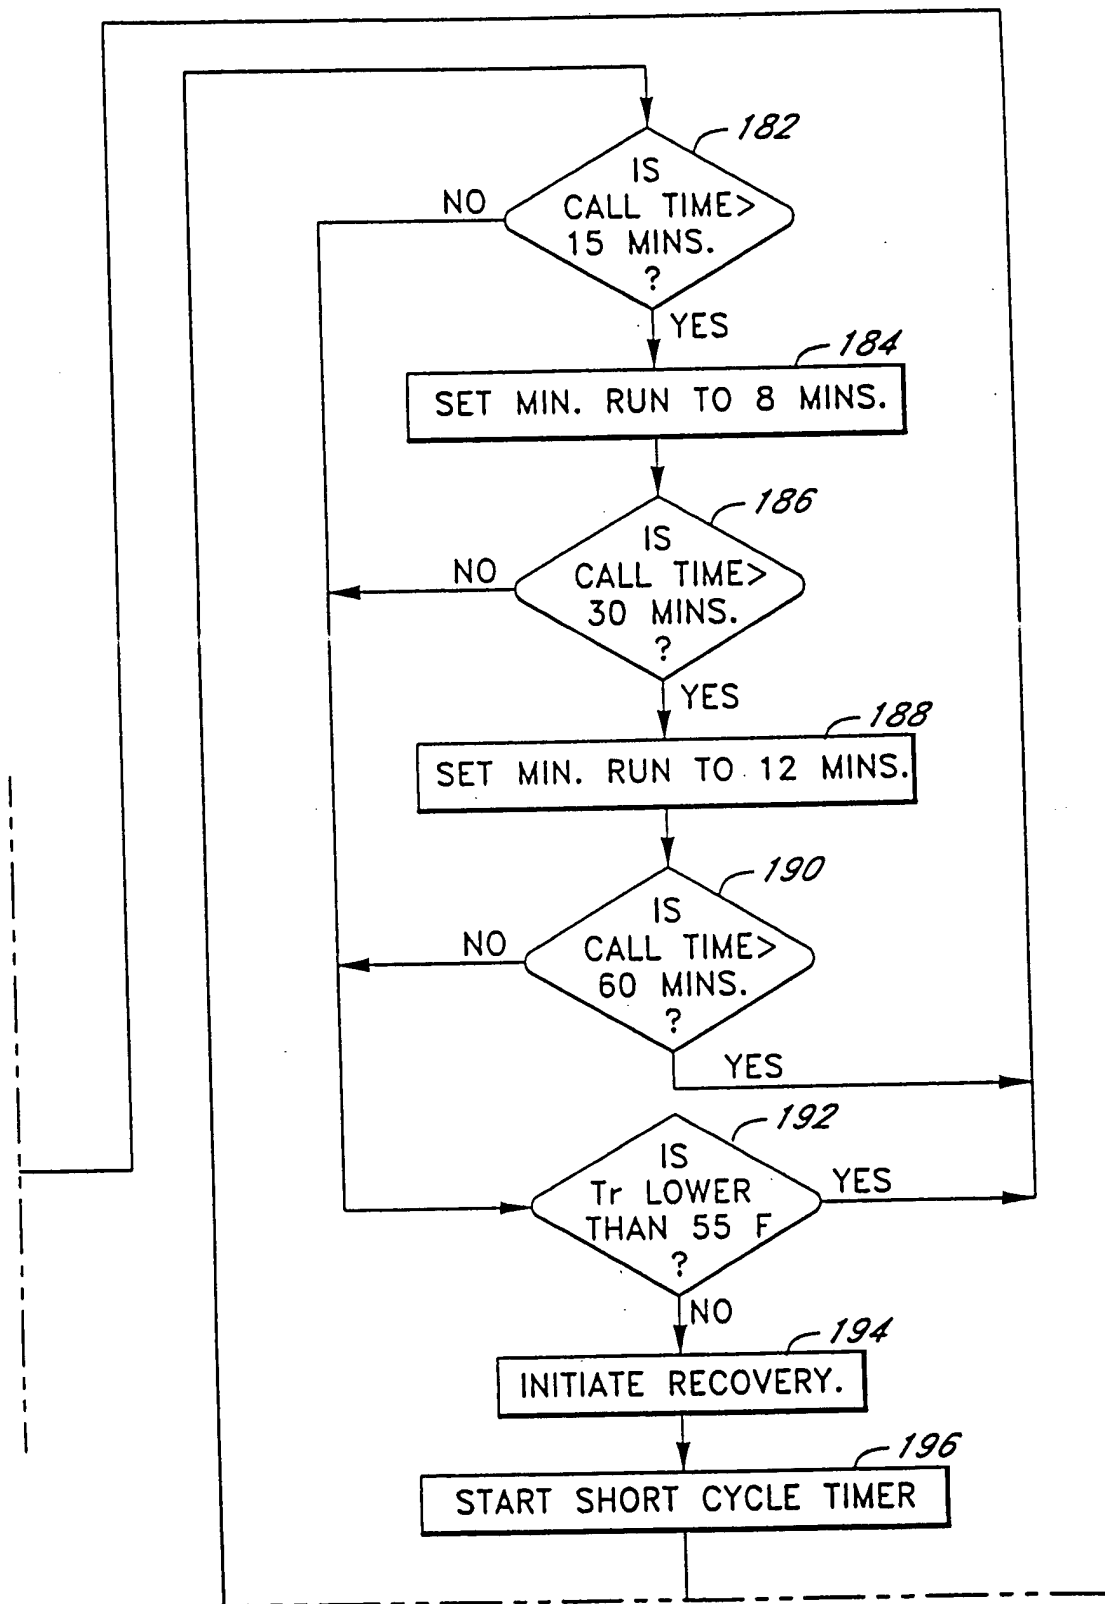 182
IS
CALL TIME>
15 MINS.
?
NO
YES
184
SET MIN. RUN TO 8 MINS.
186
IS
CALL TIME>
30 MINS.
?
NO
YES
188
SET MIN. RUN TO 12 MINS.
190
IS
CALL TIME>
60 MINS.
?
NO
YES
192
IS
Tr LOWER
THAN 55 F
?
YES
NO
194
INITIATE RECOVERY.
196
START SHORT CYCLE TIMER